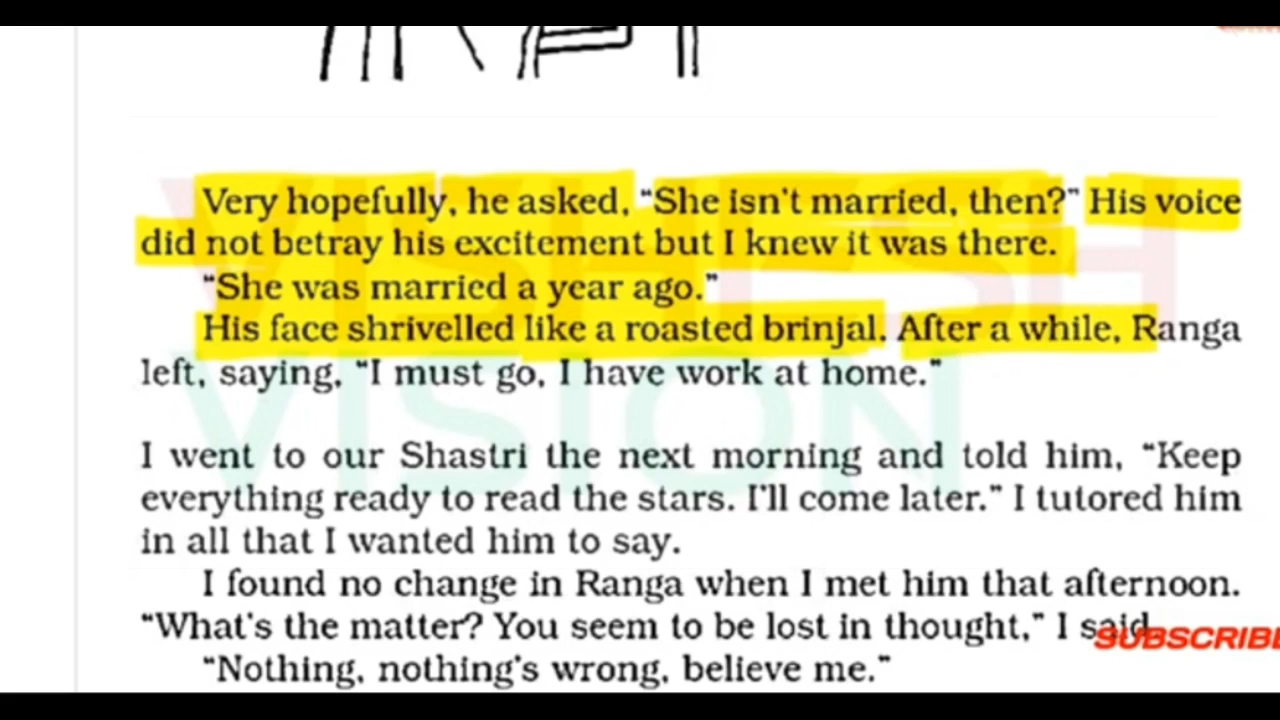 Very hopefully, he asked, “She isn't married, then?” His voice
did not betray his excitement but I knew it was there.
“She was married a year ago.”
His face shrivelled like a roasted brinjal. After a while, Ranga
left, saying, “I must go, I have work at home.”
I went to our Shastri the next morning and told him, “Keep
everything ready to read the stars. I'll come later.” I tutored him
in all that I wanted him to say.
I found no change in Ranga when I met him that afternoon.
“What's the matter? You seem to be lost in thought,” I said.
“Nothing, nothing's wrong, believe me.”
SUBSCRIBE
VISHESH
VISION